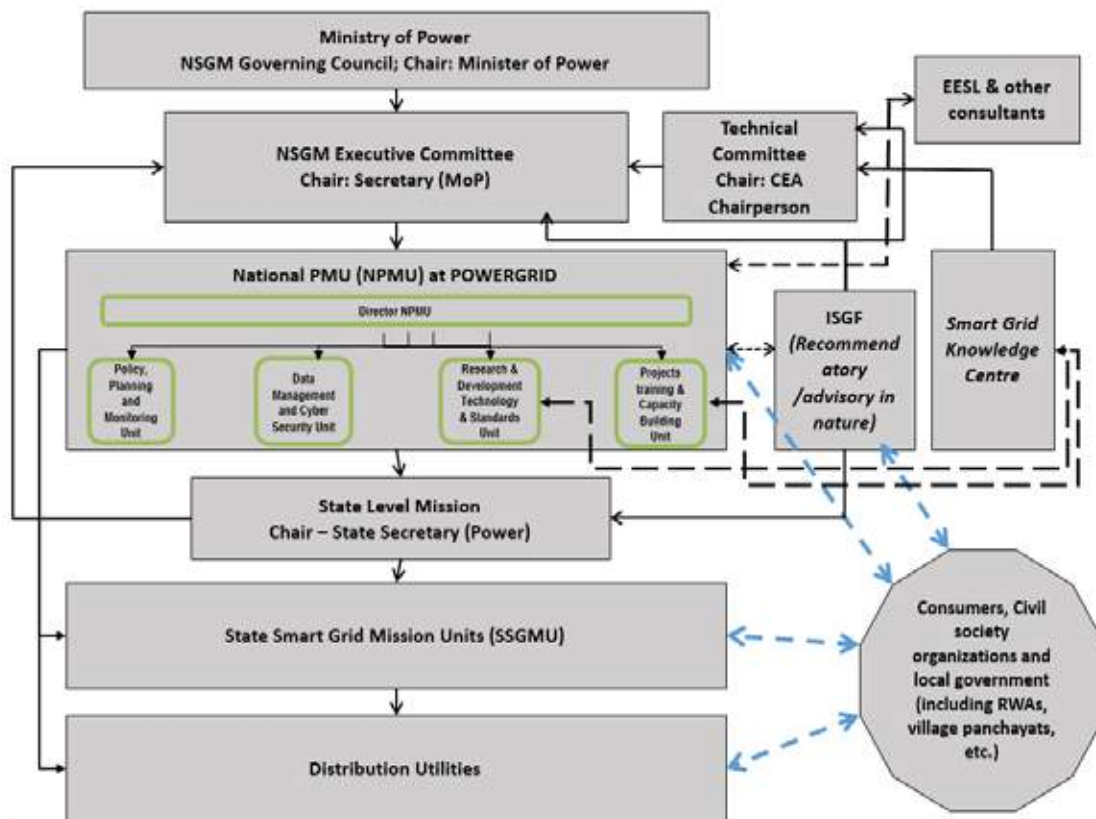 Ministry of Power
NSGM Governing Council; Chair: Minister of Power
EESL & other
consultants
NSGM Executive Committee
Chair: Secretary (MoP)
Technical
Committee
Chair: CEA
Chairperson
National PMU (NPMU) at POWERGRID
Director NPMU
Policy,
Planning
and
Monitoring
Unit
Data
Management
and Cyber
Security Unit
Research &
Development
Technology
& Standards
Unit
Projects
training &
Capacity
Building
Unit
ISGF
(Recommend
atory
/advisory in
nature)
Smart Grid
Knowledge
Centre
State Level Mission
Chair – State Secretary (Power)
State Smart Grid Mission Units (SSGMU)
Consumers, Civil
society
organizations and
local government
(including RWAs,
village panchayats,
etc.)
Distribution Utilities